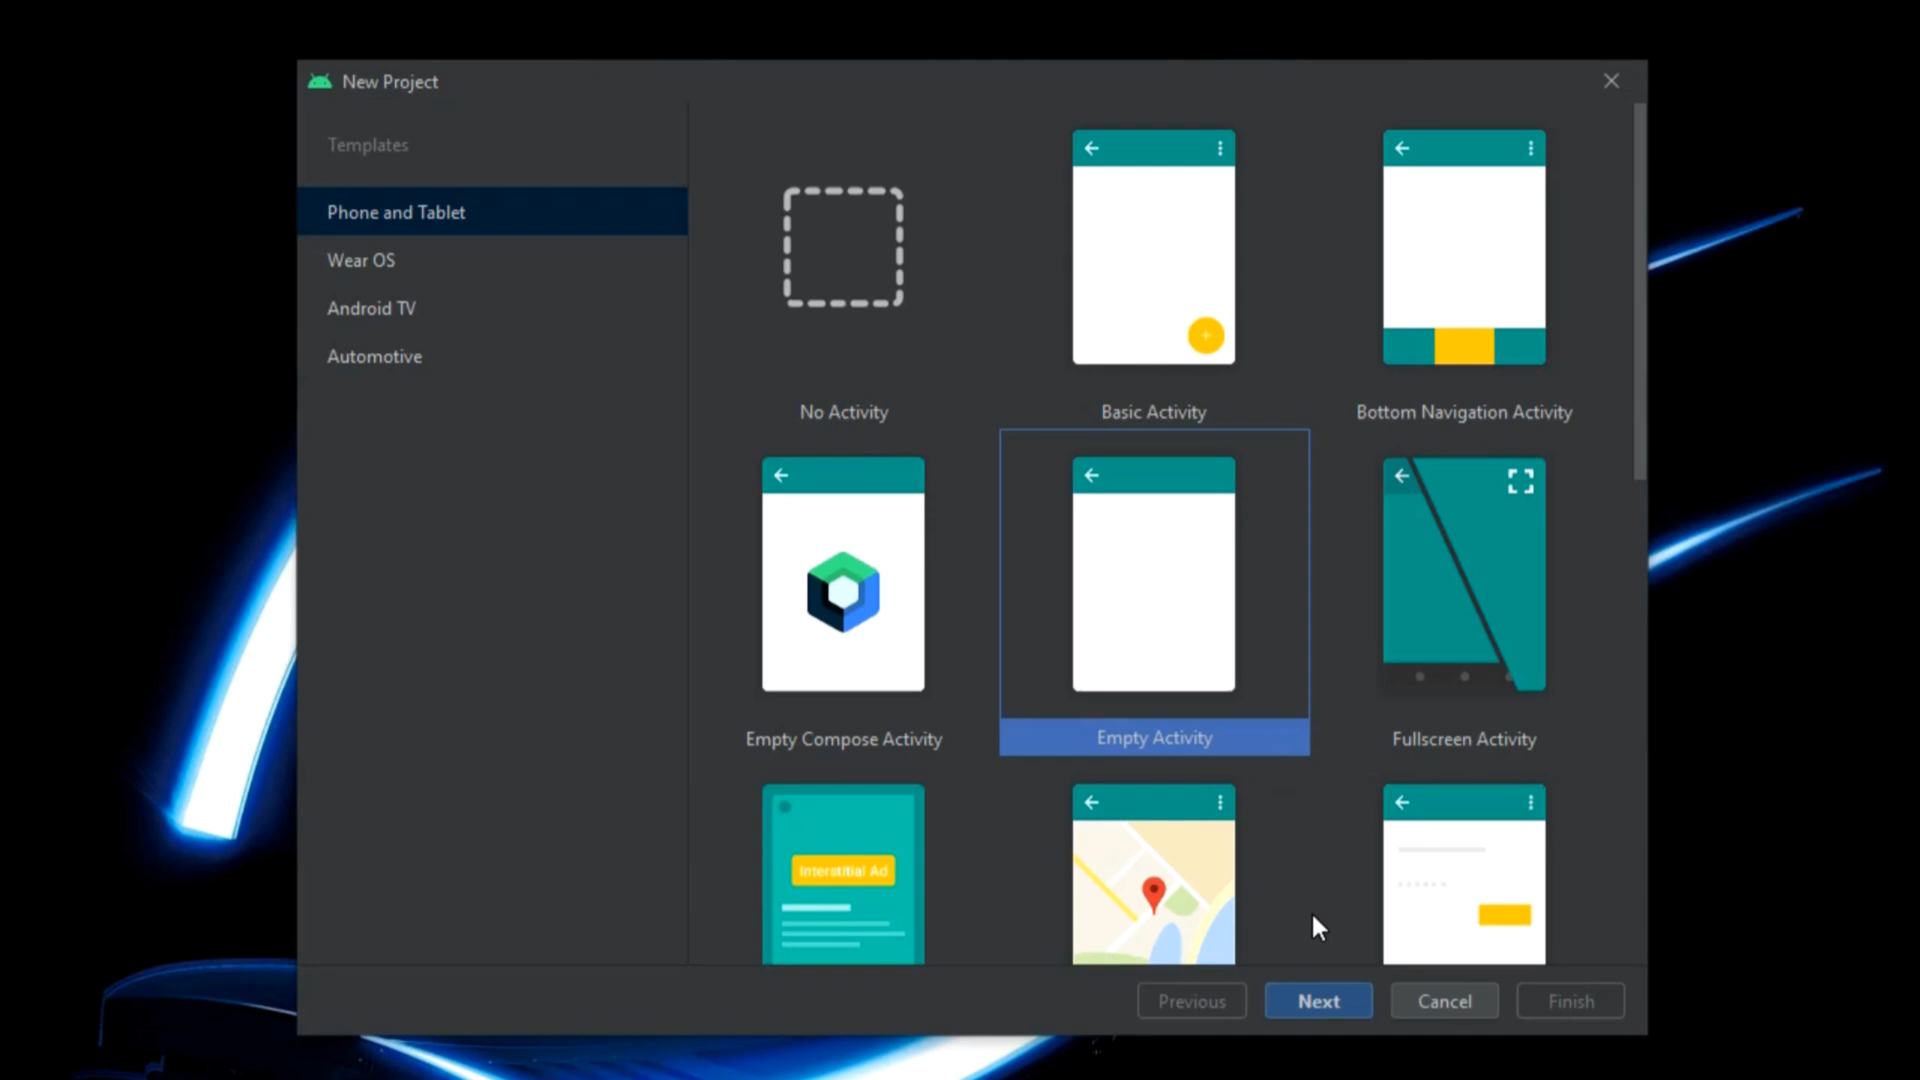 New Project
Templates
Phone and Tablet
Wear OS
Android TV
Automotive
No Activity
Basic Activity
Bottom Navigation Activity
Empty Compose Activity
Empty Activity
Fullscreen Activity
Interstitial Ad
Previous
Next
Cancel
Finish